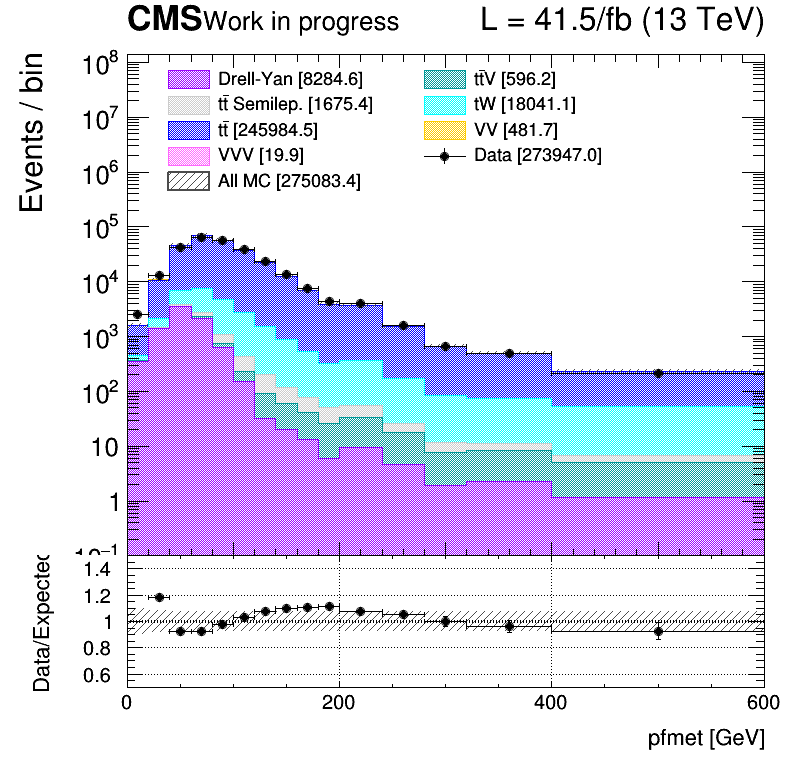 CMS Work in progress L = 41.5/fb (13 TeV)
Events / bin
10⁸
10⁷
10⁶
10⁵
10⁴
10³
10²
10
1
10⁻¹
Drell-Yan [8284.6]
tt̄ Semilep. [1675.4]
tt̄ [245984.5]
VVV [19.9]
All MC [275083.4]
tt̄V [596.2]
tW [18041.1]
VV [481.7]
Data [273947.0]
Data/Expected
1.4
1.2
1
0.8
0.6
0 200 400 600
pfmet [GeV]